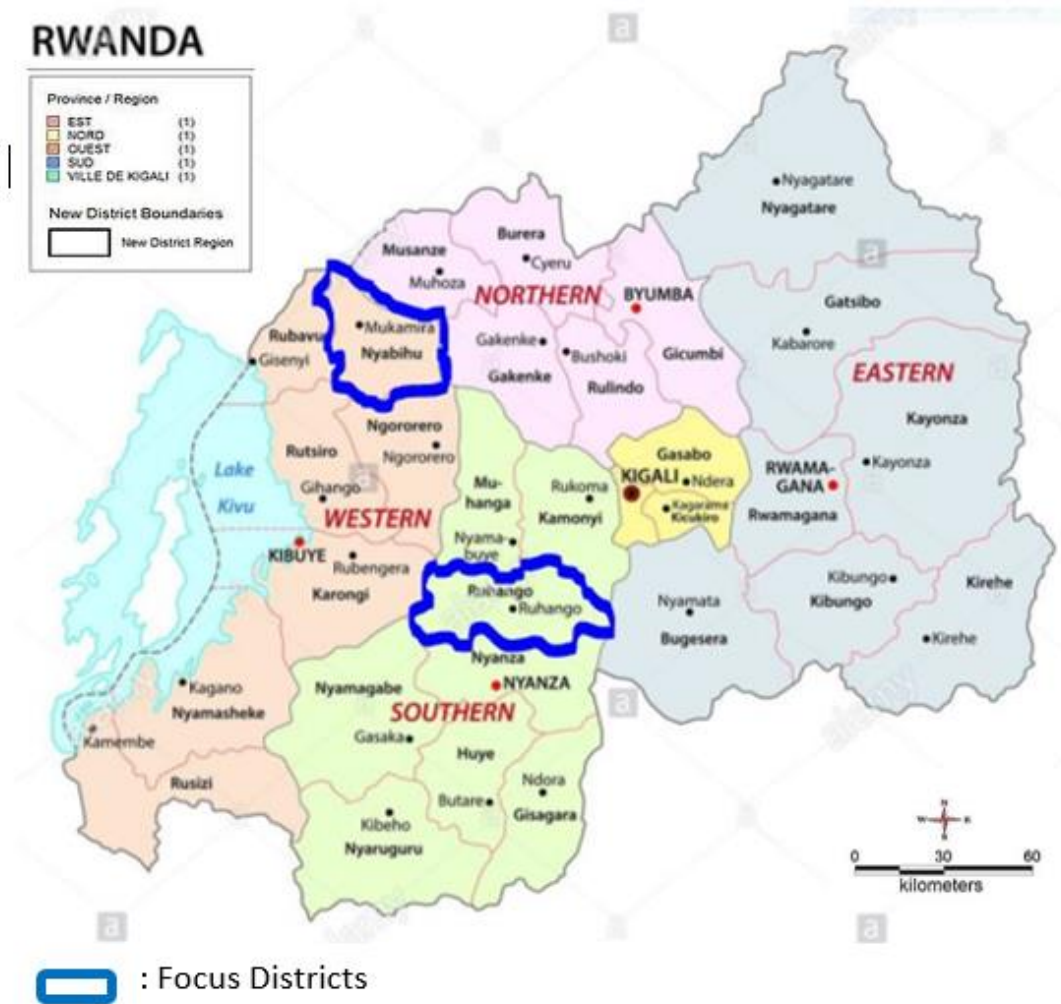 RWANDA
Province / Region
EST (1)
NORD (1)
OUEST (1)
SUD (1)
VILLE DE KIGALI (1)
New District Boundaries
New District Region
Nyagatare
Nyagatare
Burera
Cyeru
Musanze
Muhoza
NORTHERN
BYUMBA
Gatsibo
Kabarore
Rubavu
Mukamira
Nyabihu
Gisenyi
Gakenke
Gakenke
Bushoki
Rulindo
Gicumbi
EASTERN
Kayonza
Kayonza
Ngororero
Ngororero
Rutsiro
Gihango
Lake
Kivu
WESTERN
Mu-
hanga
Nyama-
buye
Rukoma
Kamonyi
Gasabo
KIGALI
Ndera
Kagarama
Kicukiro
RWAMA-
GANA
Rwamagana
KIBUYE
Rubengera
Karongi
Ruhango
Ruhango
Nyamata
Bugesera
Kibungo
Kibungo
Kirehe
Kirehe
Nyanza
NYANZA
Kagano
Nyamasheke
Nyamagabe
SOUTHERN
Gasaka
Huye
Kamembe
Rusizi
Butare
Ndora
Gisagara
Kibeho
Nyaruguru
N
W E
S
0 30 60
kilometers
: Focus Districts
a
a
a
a
a
a